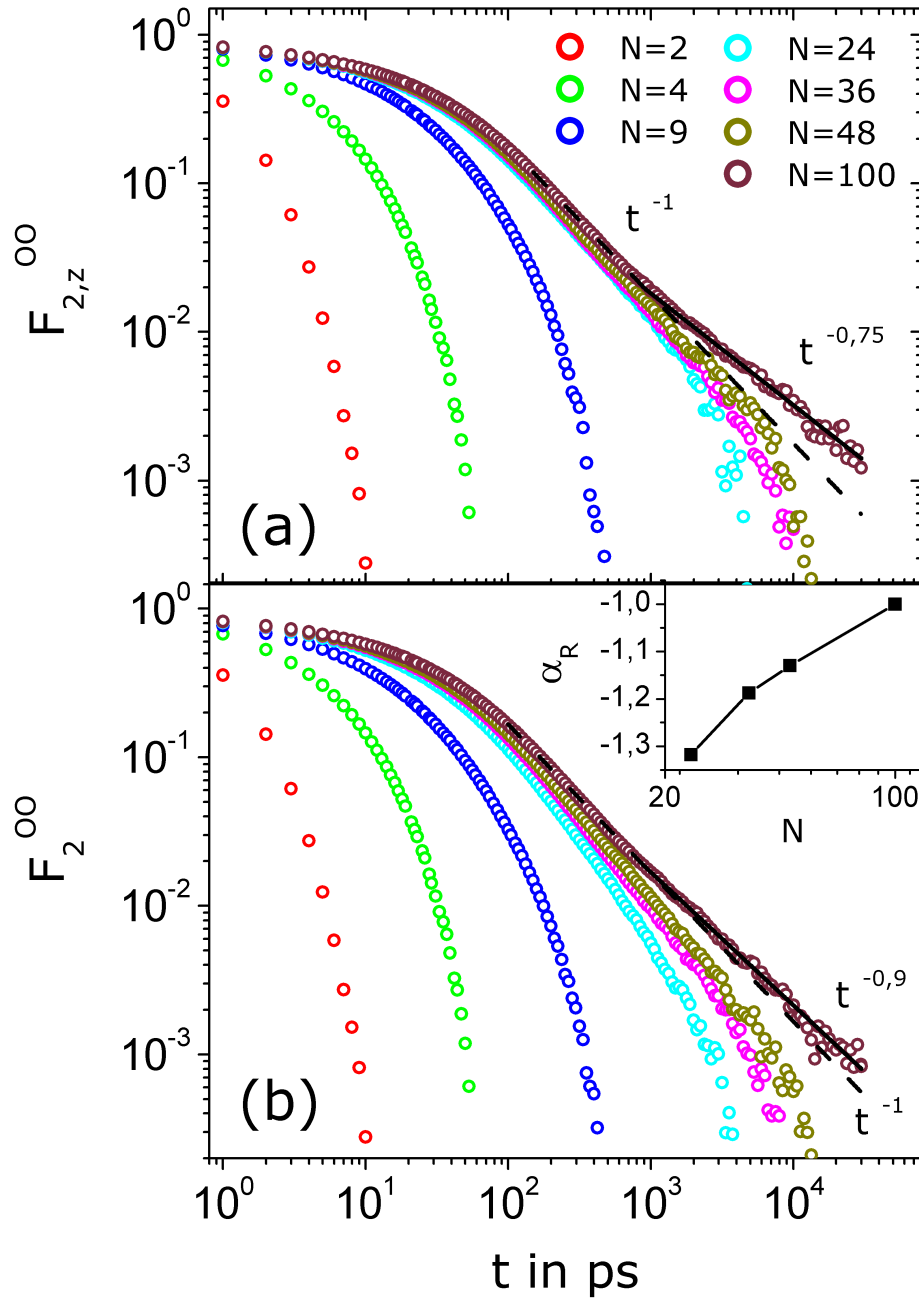 10^0
N=2 N=24
N=4 N=36
N=9 N=48
N=100
10^-1
t^-1
F_{2,z}^{oo}
10^-2
t^-0,75
10^-3
(a)
10^0
-1,0
α_R
-1,1
-1,2
10^-1
-1,3
20 100
N
F_2^{oo}
10^-2
t^-0,9
10^-3
(b)
t^-1
10^0 10^1 10^2 10^3 10^4
t in ps